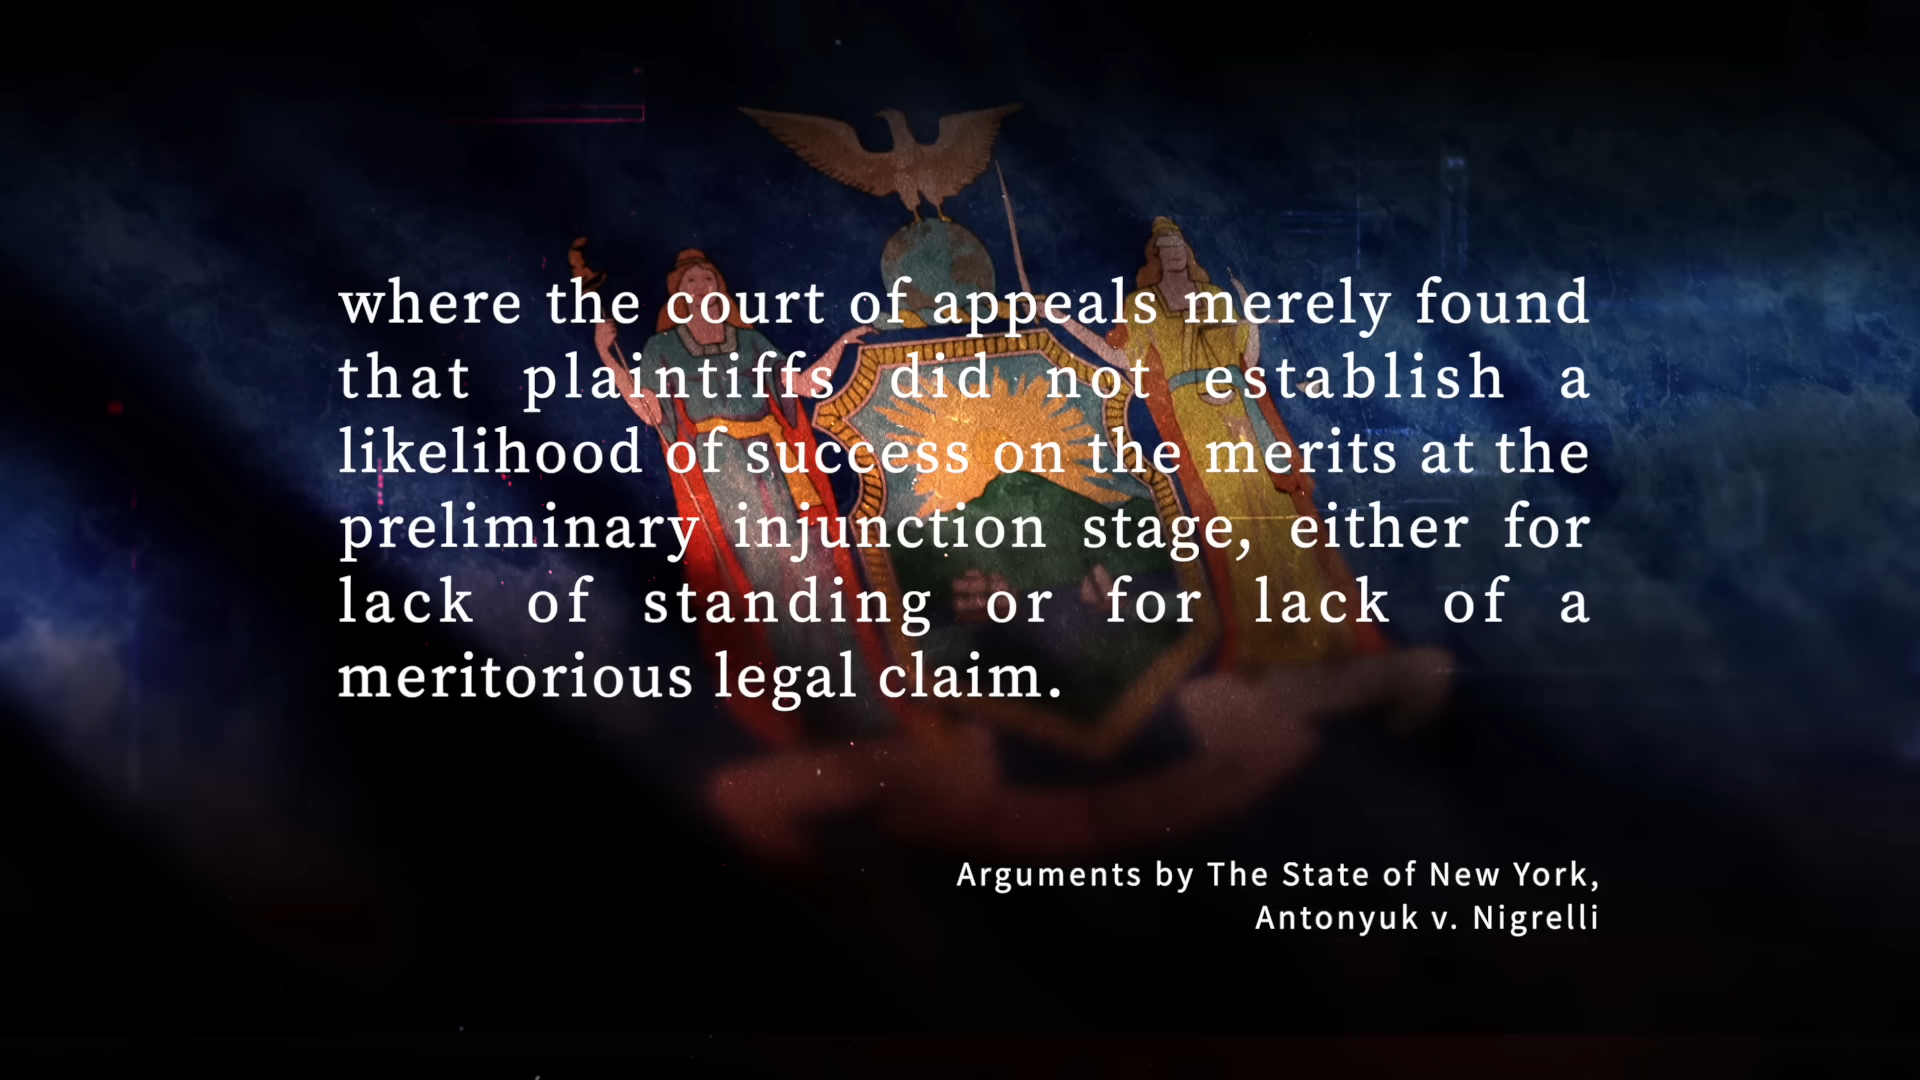 where the court of appeals merely found
that plaintiffs did not establish a
likelihood of success on the merits at the
preliminary injunction stage, either for
lack of standing or for lack of a
meritorious legal claim.
Arguments by The State of New York,
Antonyuk v. Nigrelli